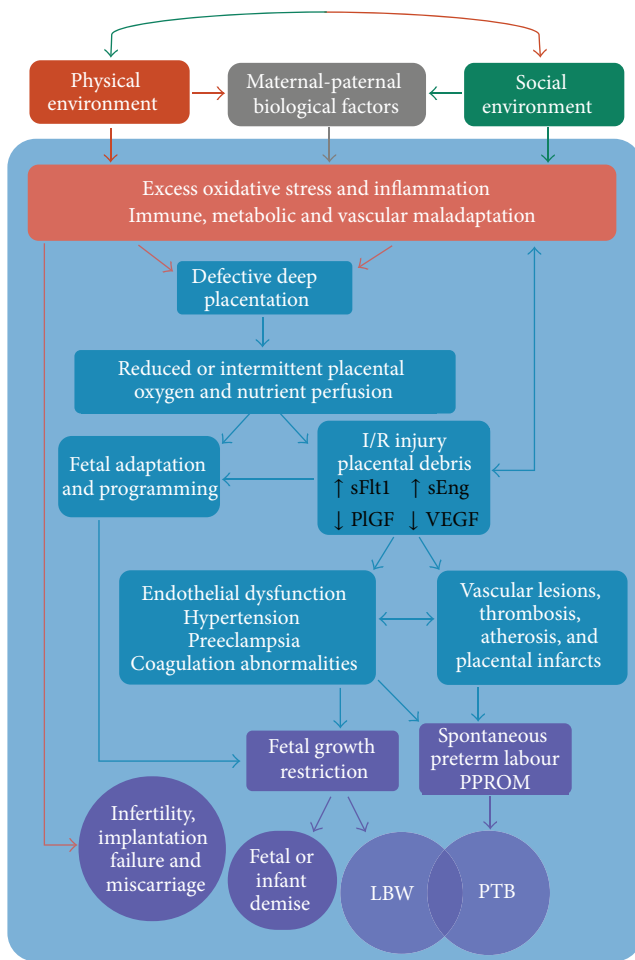 Physical
environment
Maternal-paternal
biological factors
Social
environment
Excess oxidative stress and inflammation
Immune, metabolic and vascular maladaptation
Defective deep
placentation
Reduced or intermittent placental
oxygen and nutrient perfusion
Fetal adaptation
and programming
I/R injury
placental debris
↑ sFlt1 ↑ sEng
↓ PlGF ↓ VEGF
Endothelial dysfunction
Hypertension
Preeclampsia
Coagulation abnormalities
Vascular lesions,
thrombosis,
atherosis, and
placental infarcts
Fetal growth
restriction
Spontaneous
preterm labour
PPROM
Infertility,
implantation
failure and
miscarriage
Fetal or
infant
demise
LBW
PTB